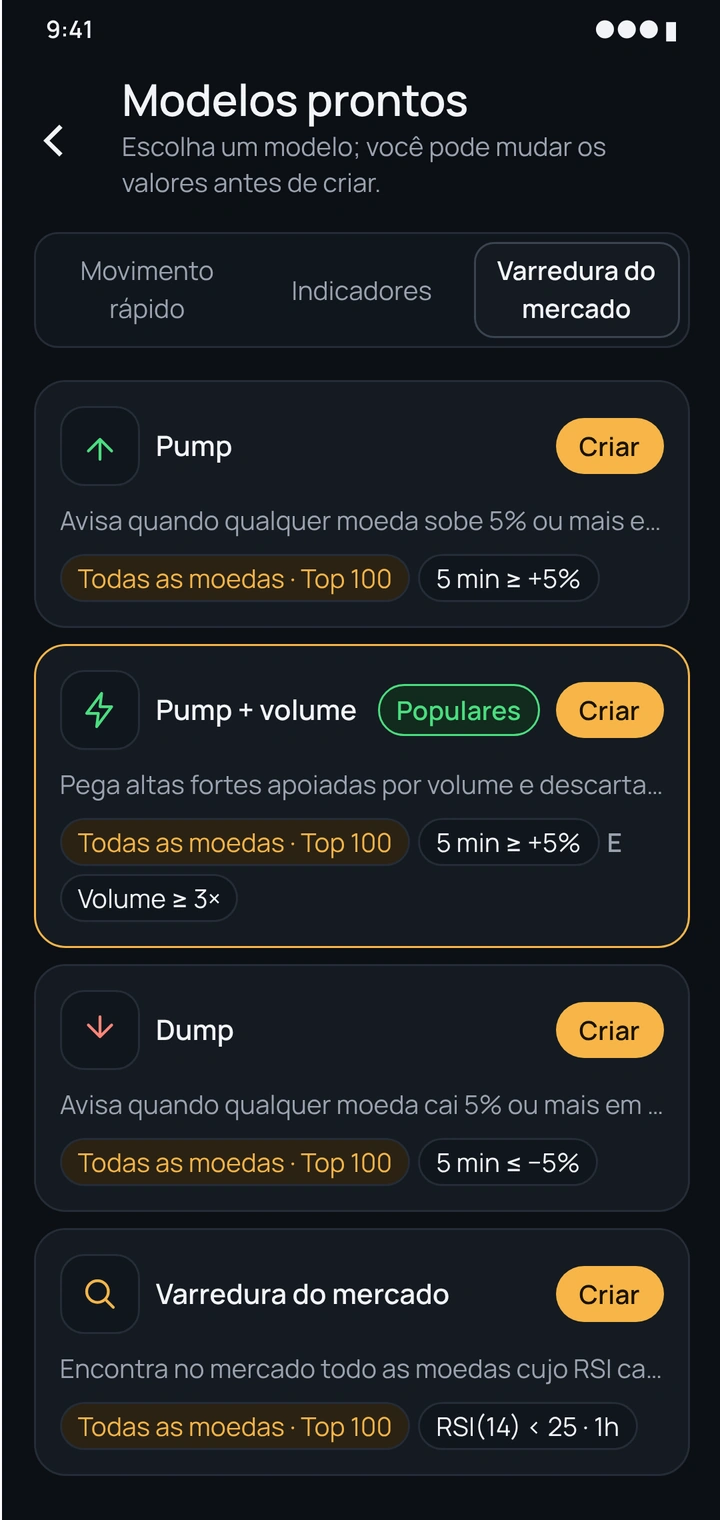 9:41
Modelos prontos
Escolha um modelo; você pode mudar os
valores antes de criar.
Movimento
rápido
Indicadores
Varredura do
mercado
Pump
Criar
Avisa quando qualquer moeda sobe 5% ou mais e…
Todas as moedas · Top 100
5 min ≥ +5%
Pump + volume
Populares
Criar
Pega altas fortes apoiadas por volume e descarta…
Todas as moedas · Top 100
5 min ≥ +5%
E
Volume ≥ 3×
Dump
Criar
Avisa quando qualquer moeda cai 5% ou mais em …
Todas as moedas · Top 100
5 min ≤ −5%
Varredura do mercado
Criar
Encontra no mercado todo as moedas cujo RSI ca…
Todas as moedas · Top 100
RSI(14) < 25 · 1h